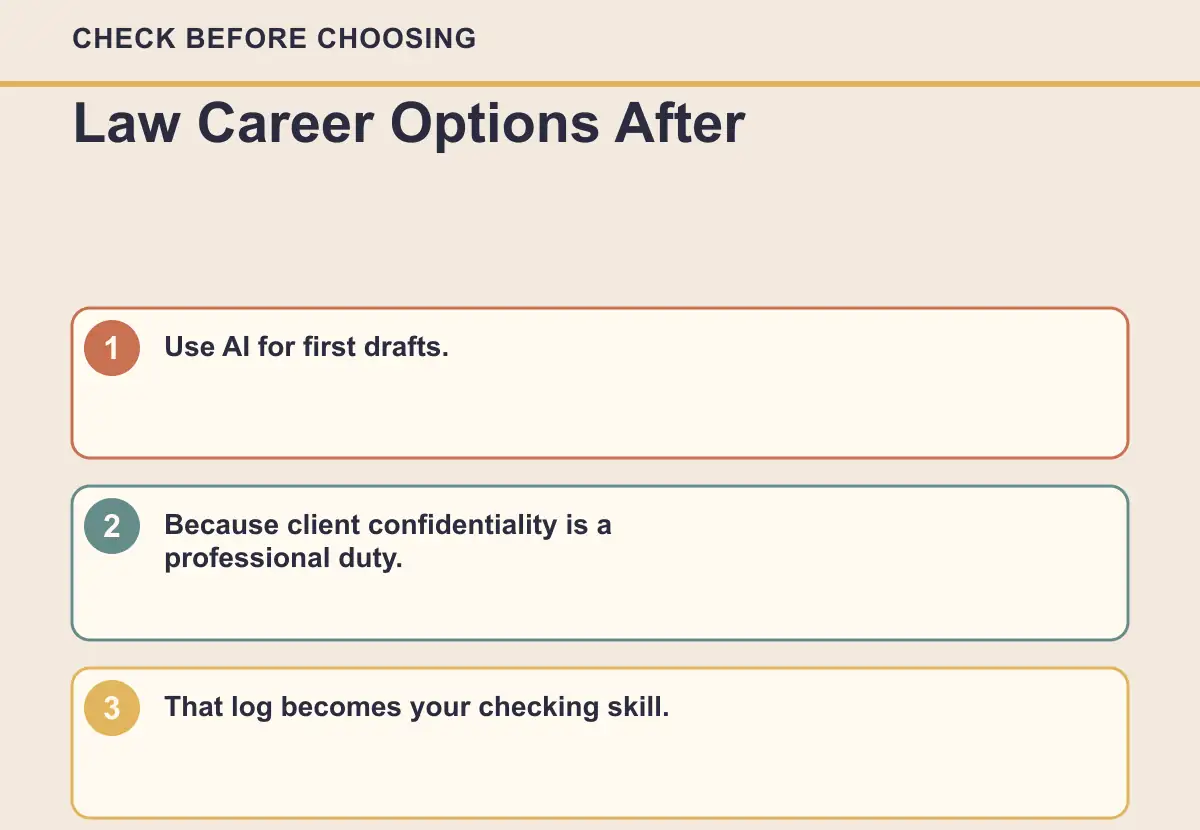 CHECK BEFORE CHOOSING
Law Career Options After
1
Use AI for first drafts.
2
Because client confidentiality is a
professional duty.
3
That log becomes your checking skill.